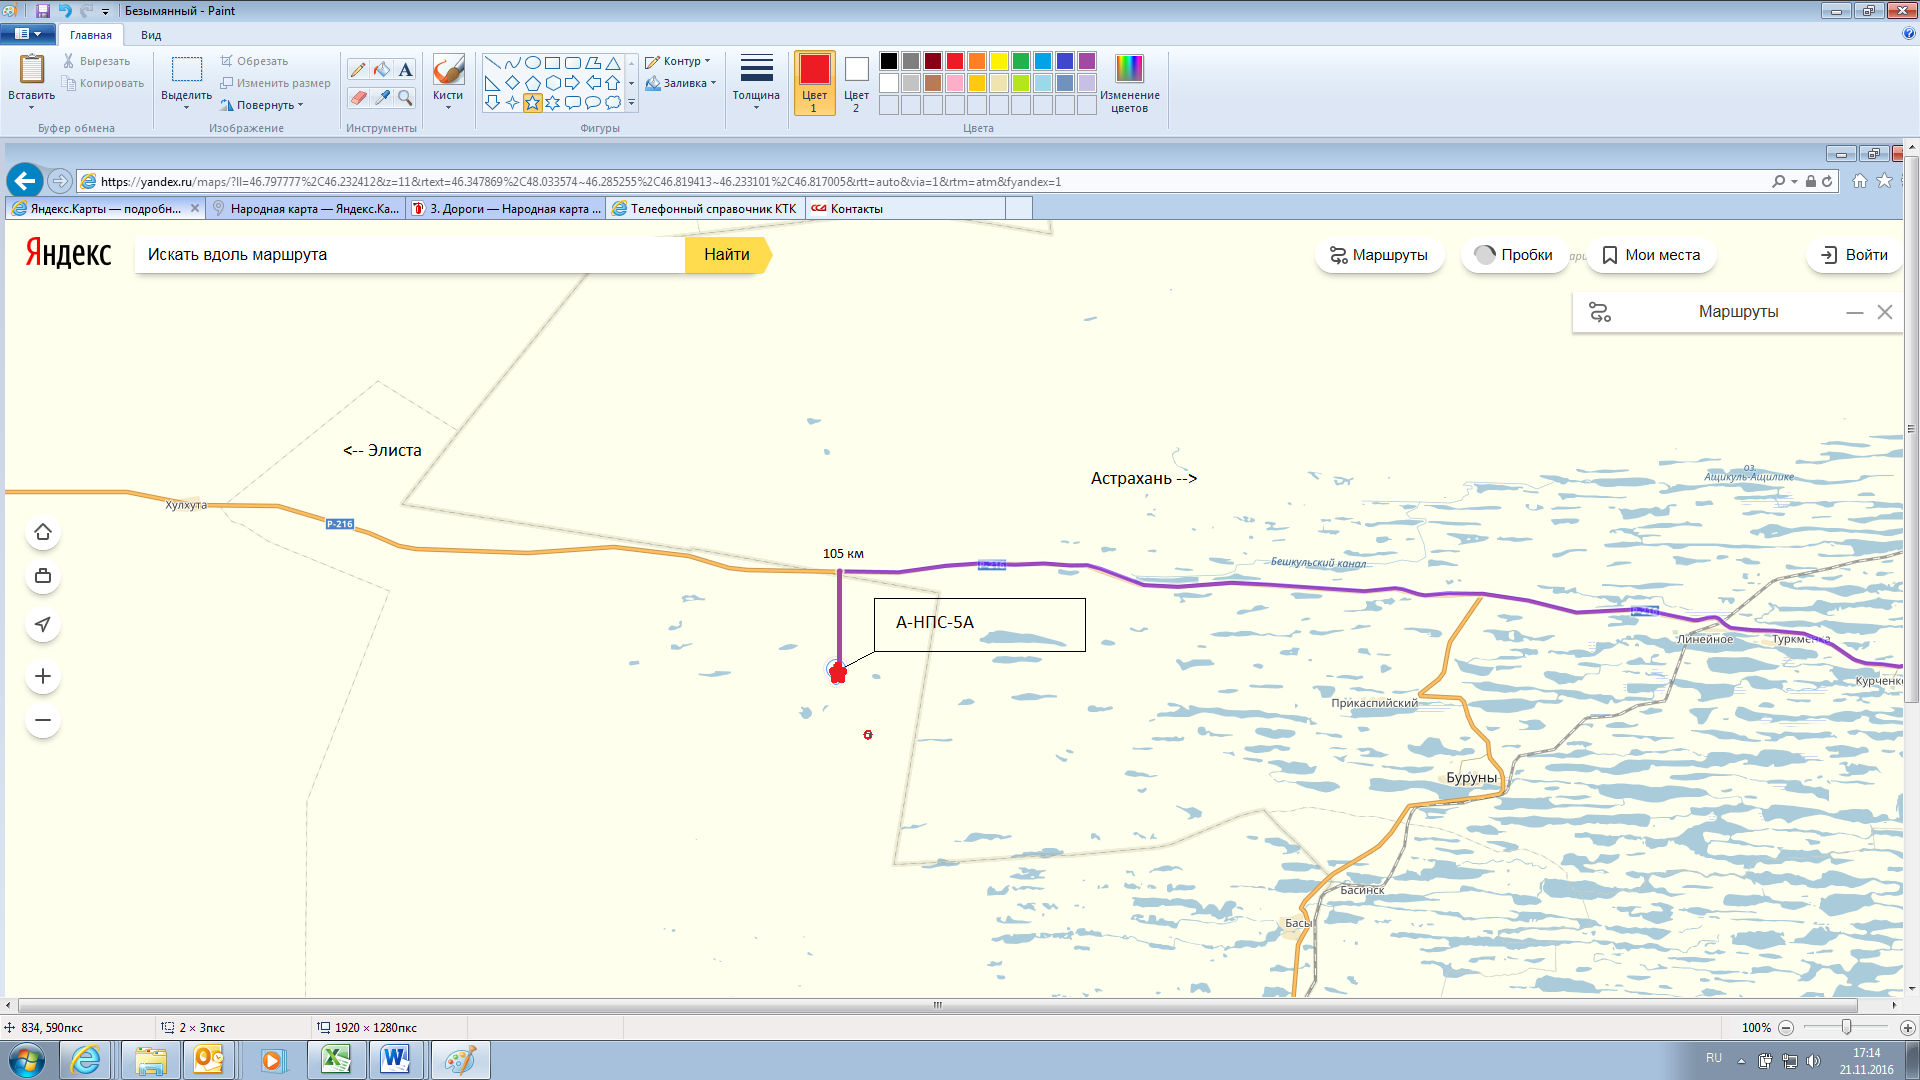 Безымянный - Paint
Главная
Вид
Вставить
Вырезать
Копировать
Буфер обмена
Выделить
Обрезать
Изменить размер
Повернуть
Изображение
Инструменты
Кисти
Контур
Заливка
Фигуры
Толщина
Цвет 1
Цвет 2
Изменение цветов
Цвета
https://yandex.ru/maps/?ll=46.797777%2C46.232412&z=11&rtext=46.347869%2C48.033574~46.285255%2C46.819413~46.233101%2C46.817005&rtt=auto&via=1&rtm=atm&fyandex=1
Яндекс.Карты — подробн...
Народная карта — Яндекс.Ка...
3. Дороги — Народная карта ...
Телефонный справочник КТК
Контакты
Яндекс
Искать вдоль маршрута
Найти
Маршруты
Пробки
Мои места
Войти
Маршруты
<-- Элиста
Астрахань -->
оз. Ащикуль-Ащилике
Хулхута
Р-216
105 км
Р-216
Бешкульский канал
А-НПС-5А
Р-216
Линейное
Туркменка
Курченко
Прикаспийский
Буруны
Басинск
Басы
834, 590пкс
2 × 3пкс
1920 × 1280пкс
100%
RU
17:14
21.11.2016